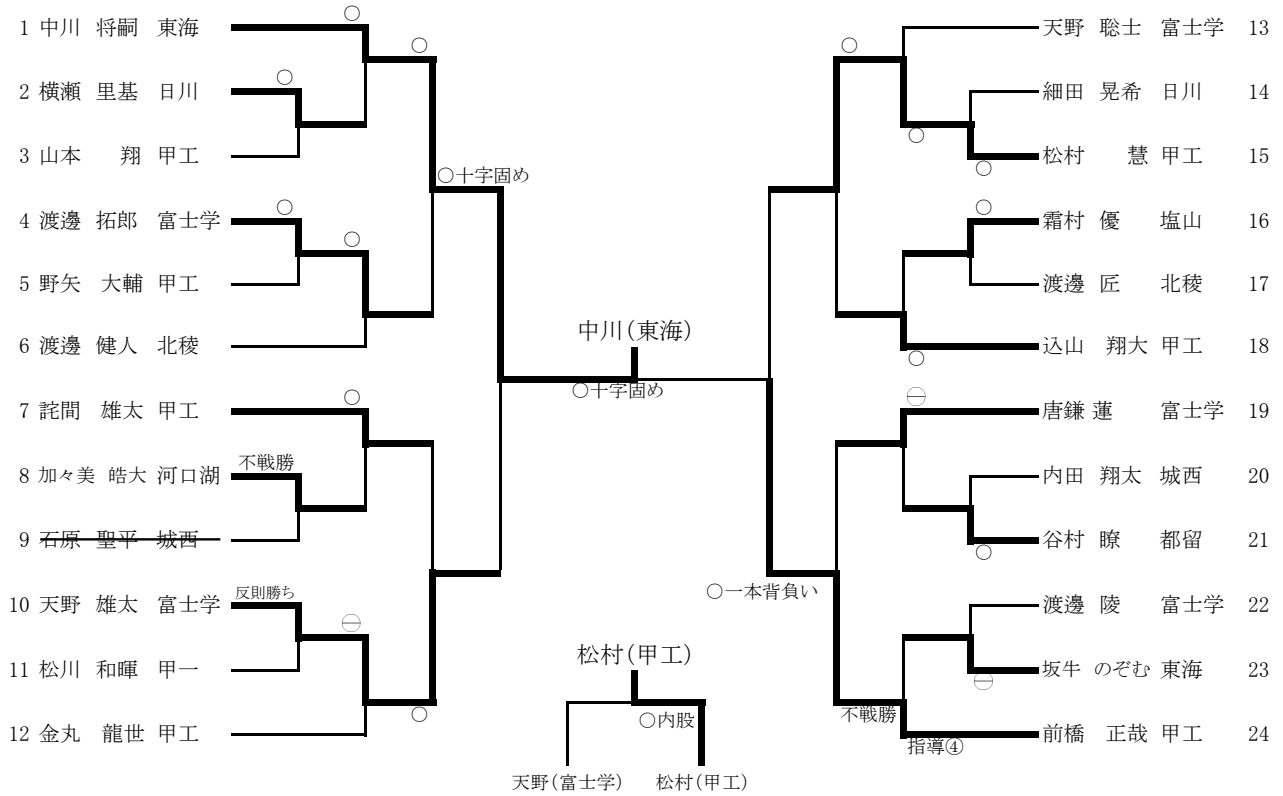 1 中川 将嗣 東海
2 横瀬 里基 日川
3 山本 翔 甲工
4 渡邊 拓郎 富士学
5 野矢 大輔 甲工
6 渡邊 健人 北稜
7 詫間 雄太 甲工
8 加々美 皓大 河口湖
9 石原 聖平 城西
10 天野 雄太 富士学
11 松川 和暉 甲一
12 金丸 龍世 甲工
○
○
○
○
○
○十字固め
○
不戦勝
反則勝ち
㊀
○
中川(東海)
○十字固め
松村(甲工)
○内股
天野(富士学) 松村(甲工)
○
○
○
○
○
㊀
○
○一本背負い
㊀
不戦勝
指導④
天野 聡士 富士学 13
細田 晃希 日川 14
松村 慧 甲工 15
霜村 優 塩山 16
渡邊 匠 北稜 17
込山 翔大 甲工 18
唐鎌 蓮 富士学 19
内田 翔太 城西 20
谷村 瞭 都留 21
渡邊 陵 富士学 22
坂牛 のぞむ 東海 23
前橋 正哉 甲工 24